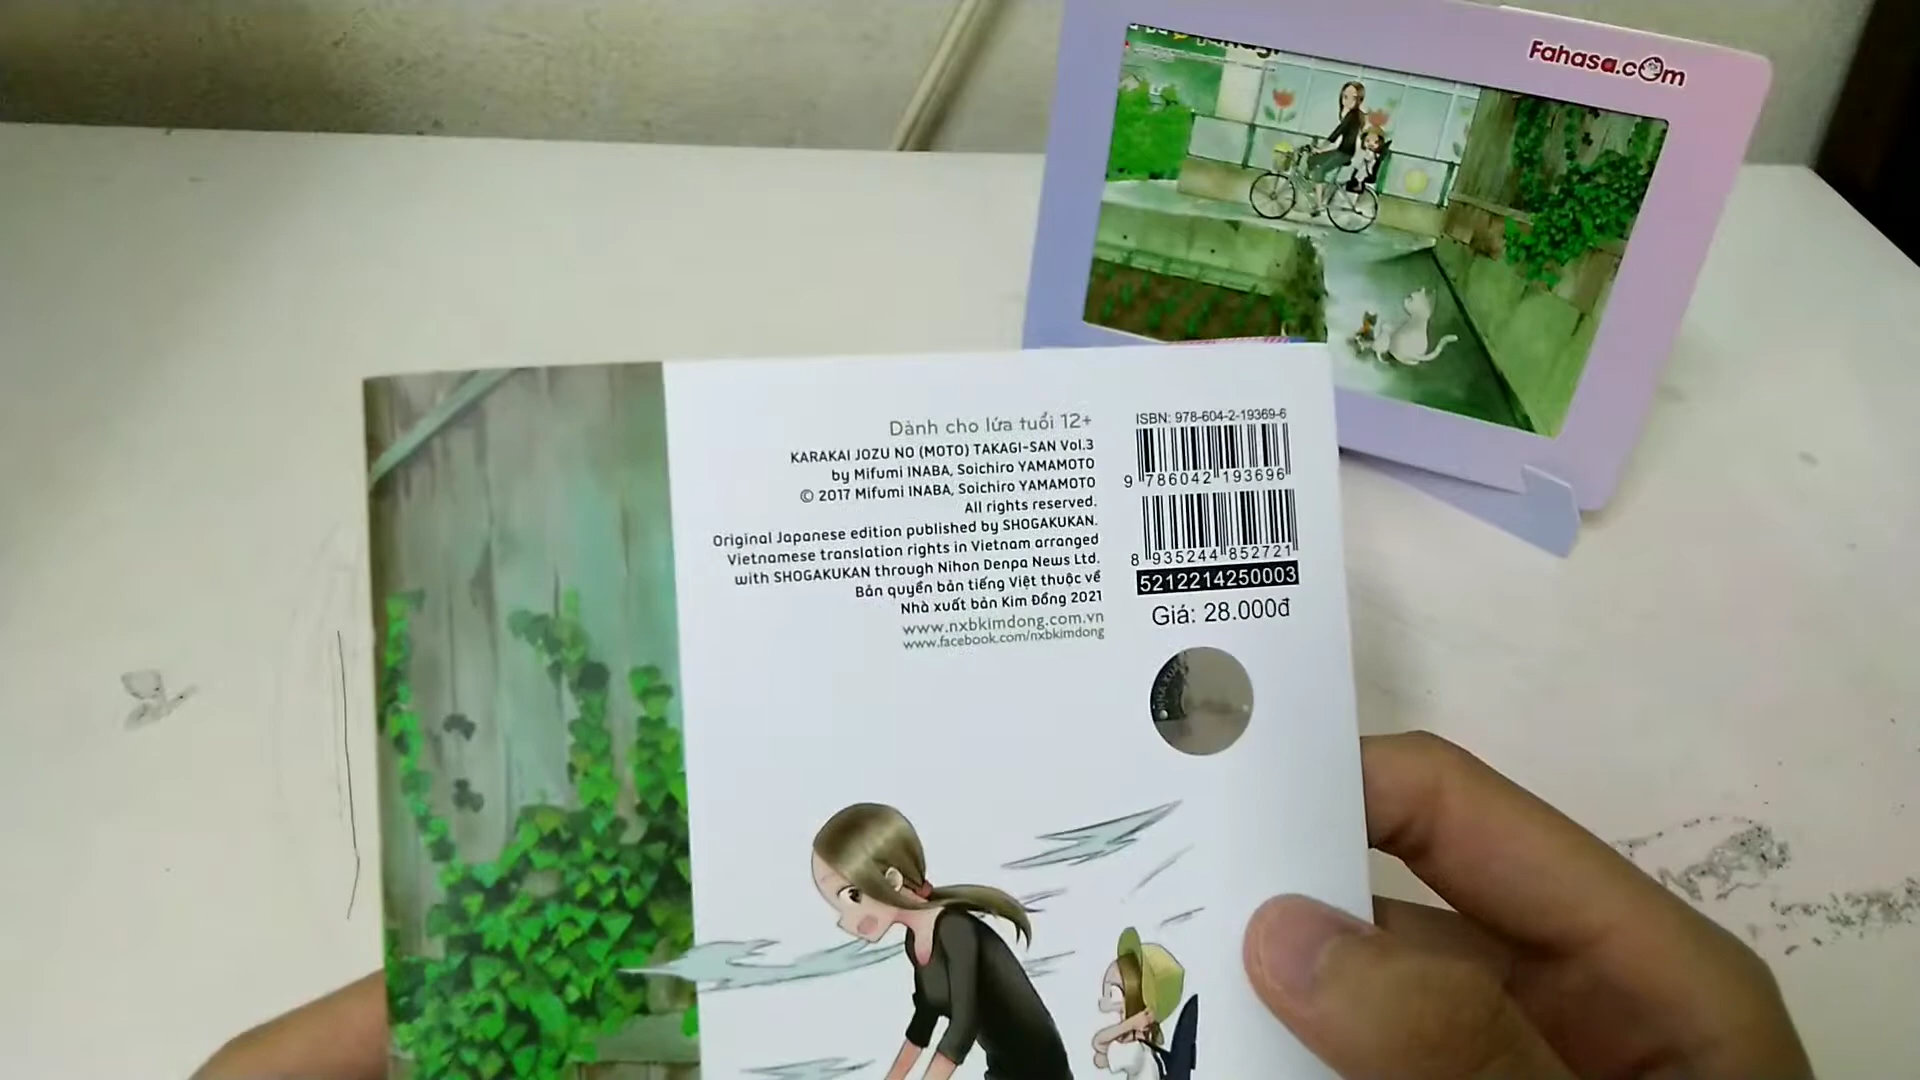 Fahasa.com
Dành cho lứa tuổi 12+
KARAKAI JOZU NO (MOTO) TAKAGI-SAN Vol.3
by Mifumi INABA, Soichiro YAMAMOTO
© 2017 Mifumi INABA, Soichiro YAMAMOTO
All rights reserved.
Original Japanese edition published by SHOGAKUKAN.
Vietnamese translation rights in Vietnam arranged
with SHOGAKUKAN through Nihon Denpa News Ltd.
Bản quyền bản tiếng Việt thuộc về
Nhà xuất bản Kim Đồng 2021
www.nxbkimdong.com.vn
www.facebook.com/nxbkimdong
ISBN: 978-604-2-19369-6
9 786042 193696
8 935244 852721
5212214250003
Giá: 28.000đ